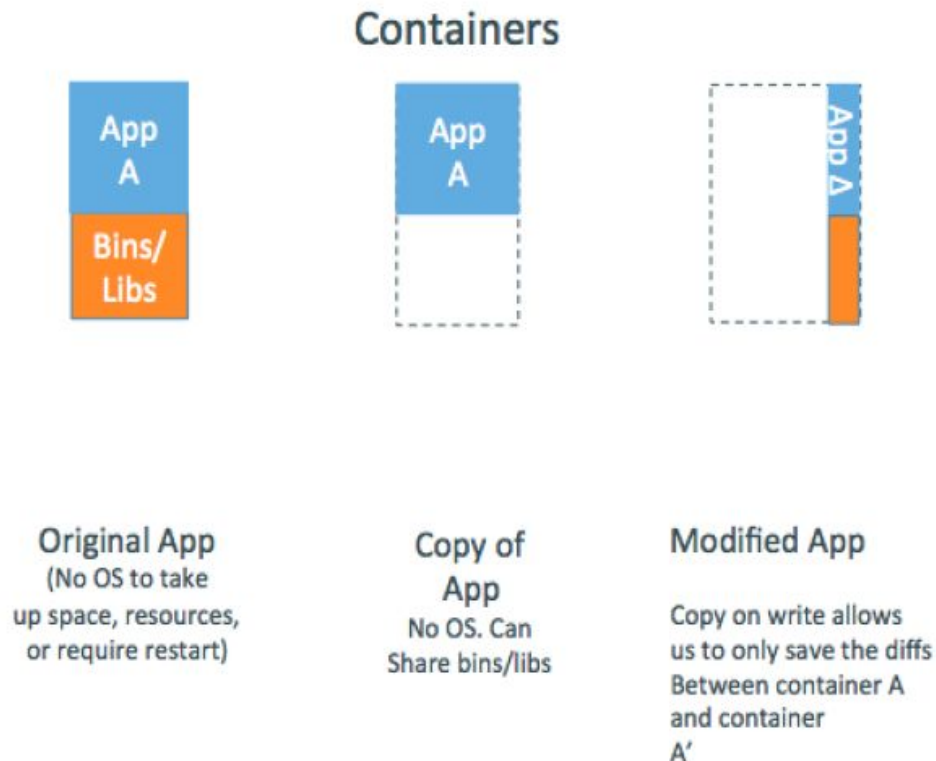 Containers
App
A
Bins/
Libs
App
A
App Δ
Original App
(No OS to take
up space, resources,
or require restart)
Copy of
App
No OS. Can
Share bins/libs
Modified App
Copy on write allows
us to only save the diffs
Between container A
and container
A′